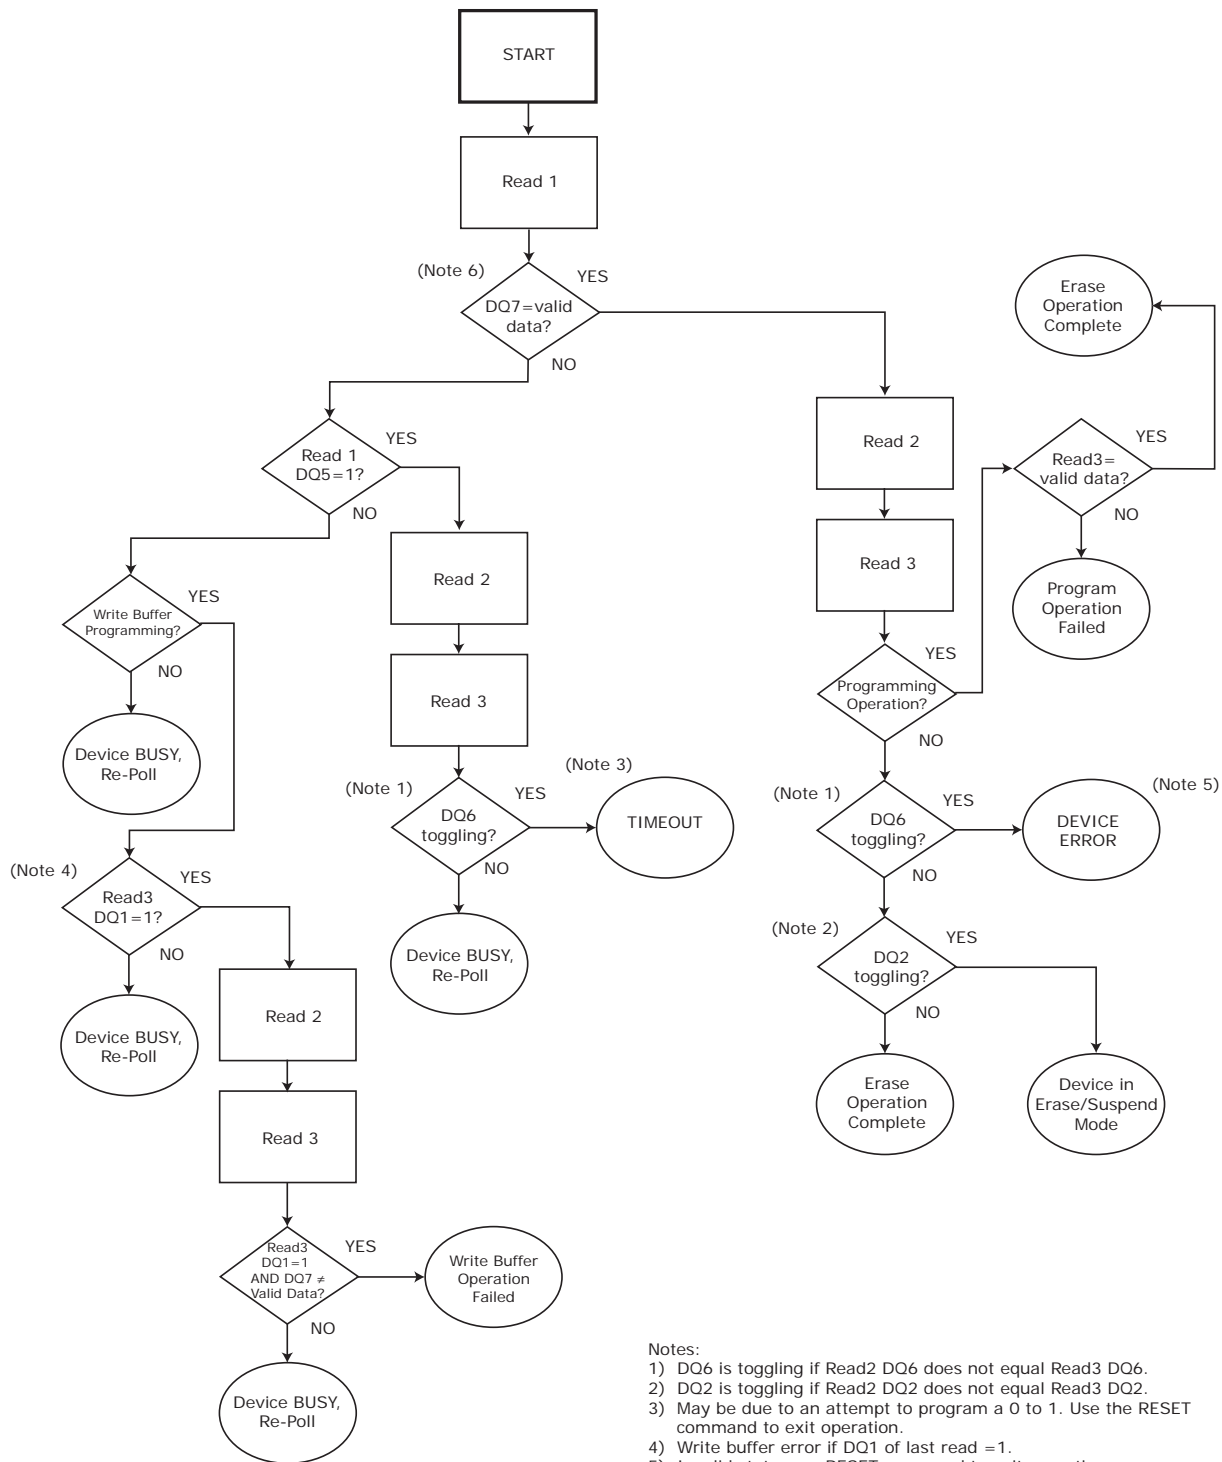 START
Read 1
(Note 6)
YES
DQ7=valid
data?
NO
Erase
Operation
Complete
Read 1
DQ5=1?
YES
NO
Read 2
Read3=
valid data?
YES
NO
Read 2
Read 3
Program
Operation
Failed
Write Buffer
Programming?
YES
NO
Read 3
Programming
Operation?
YES
NO
Device BUSY,
Re-Poll
(Note 1)
DQ6
toggling?
YES
NO
(Note 3)
TIMEOUT
(Note 1)
DQ6
toggling?
YES
NO
DEVICE
ERROR
(Note 5)
(Note 4)
Read3
DQ1=1?
YES
NO
Device BUSY,
Re-Poll
(Note 2)
DQ2
toggling?
YES
NO
Device BUSY,
Re-Poll
Read 2
Erase
Operation
Complete
Device in
Erase/Suspend
Mode
Read 3
Read3
DQ1=1
AND DQ7 ≠
Valid Data?
YES
NO
Write Buffer
Operation
Failed
Device BUSY,
Re-Poll
Notes:
1) DQ6 is toggling if Read2 DQ6 does not equal Read3 DQ6.
2) DQ2 is toggling if Read2 DQ2 does not equal Read3 DQ2.
3) May be due to an attempt to program a 0 to 1. Use the RESET
command to exit operation.
4) Write buffer error if DQ1 of last read =1.